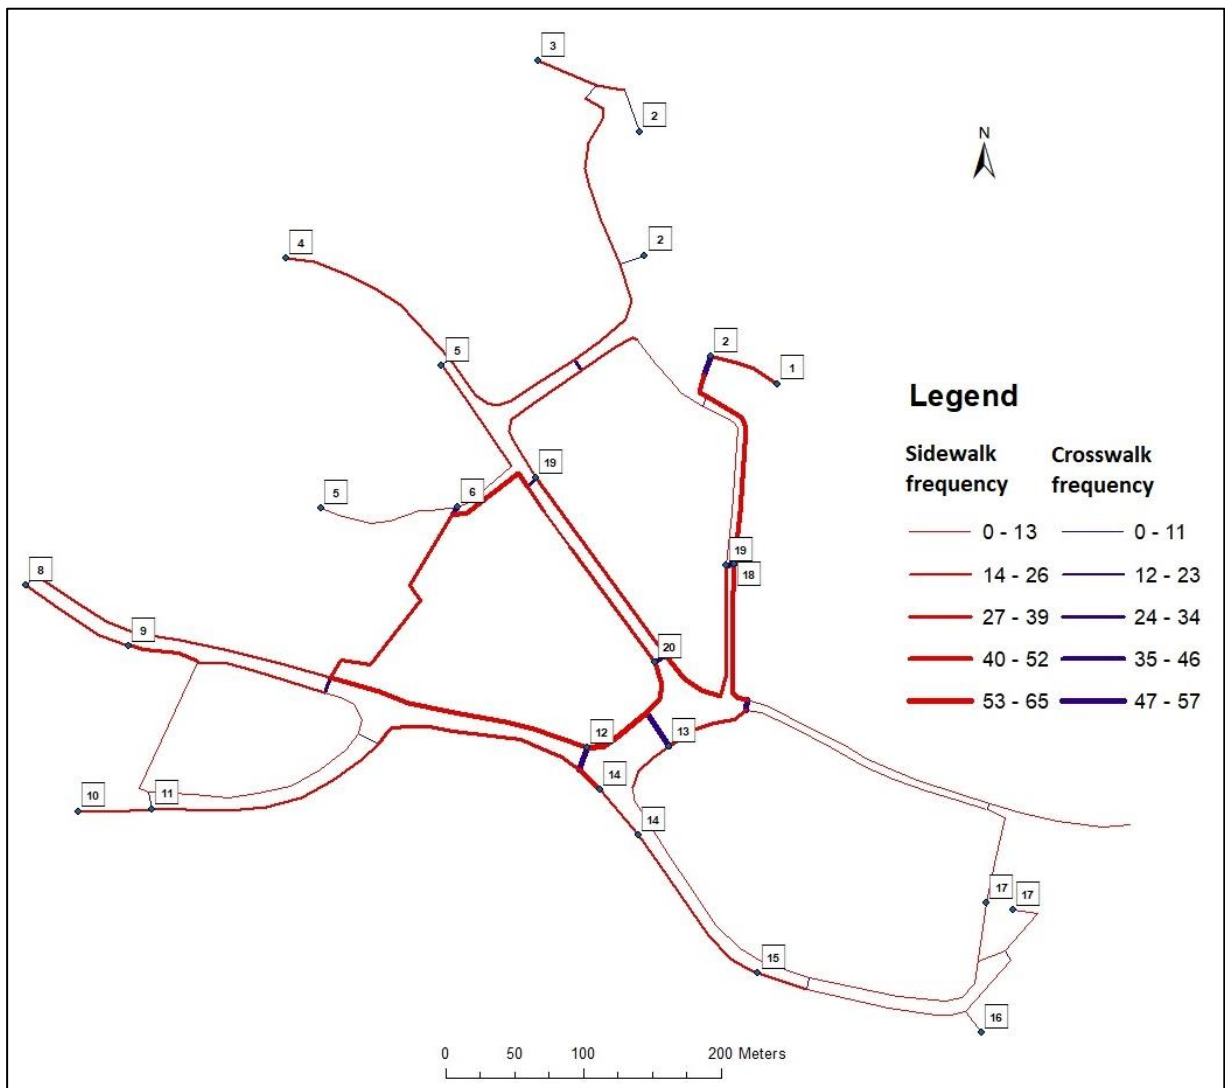 3
2
N
4
2
5
2
1
Legend
Sidewalk Crosswalk
frequency frequency
19
5
6
0 - 13 0 - 11
19
18
14 - 26 12 - 23
8
27 - 39 24 - 34
9
20
40 - 52 35 - 46
53 - 65 47 - 57
12
13
14
10
11
14
17
17
15
16
0 50 100 200 Meters